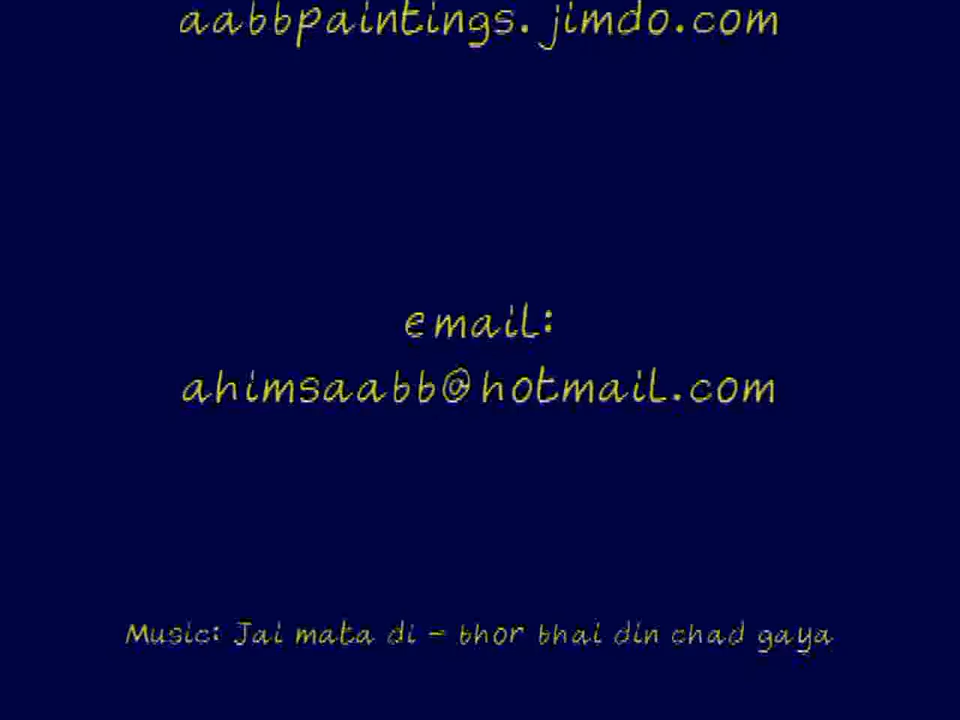 aabbpaintings.jimdo.com
email:
ahimsaabb@hotmail.com
Music: Jai mata di - bhor bhai din chad gaya